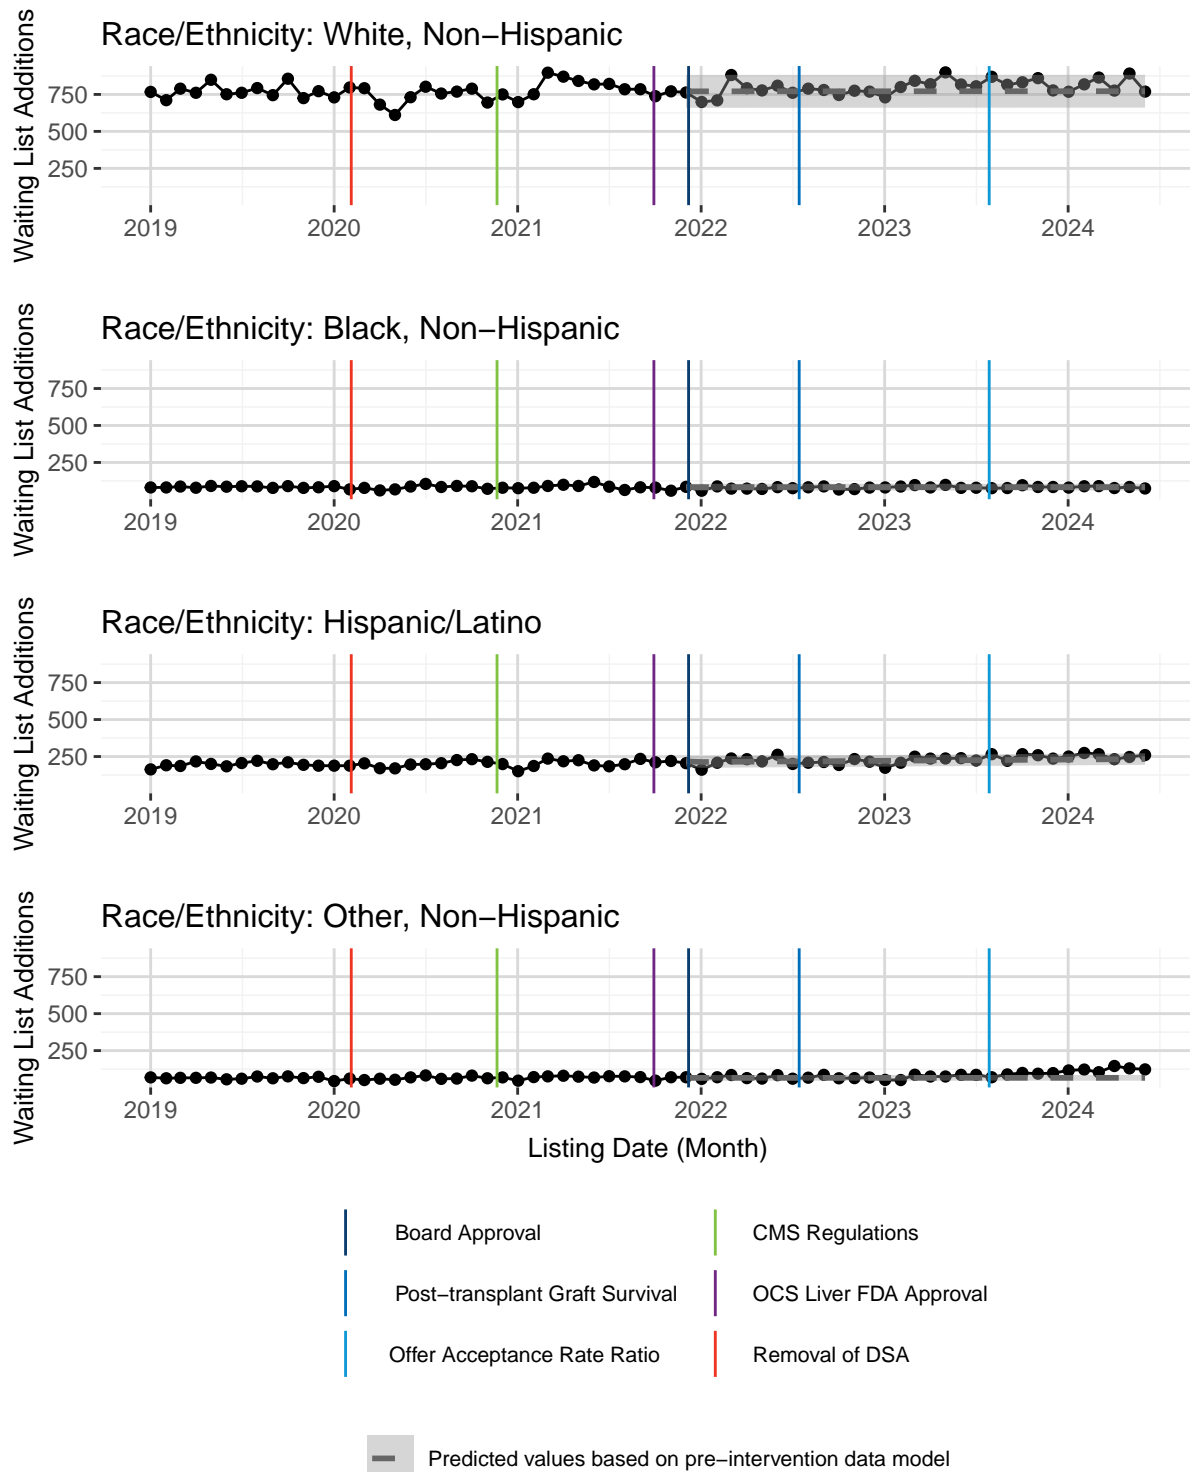 Race/Ethnicity: White, Non−Hispanic
Waiting List Additions
750
500
250
2019 2020 2021 2022 2023 2024
Race/Ethnicity: Black, Non−Hispanic
Waiting List Additions
750
500
250
2019 2020 2021 2022 2023 2024
Race/Ethnicity: Hispanic/Latino
Waiting List Additions
750
500
250
2019 2020 2021 2022 2023 2024
Race/Ethnicity: Other, Non−Hispanic
Waiting List Additions
750
500
250
2019 2020 2021 2022 2023 2024
Listing Date (Month)
Board Approval CMS Regulations
Post−transplant Graft Survival OCS Liver FDA Approval
Offer Acceptance Rate Ratio Removal of DSA
Predicted values based on pre−intervention data model